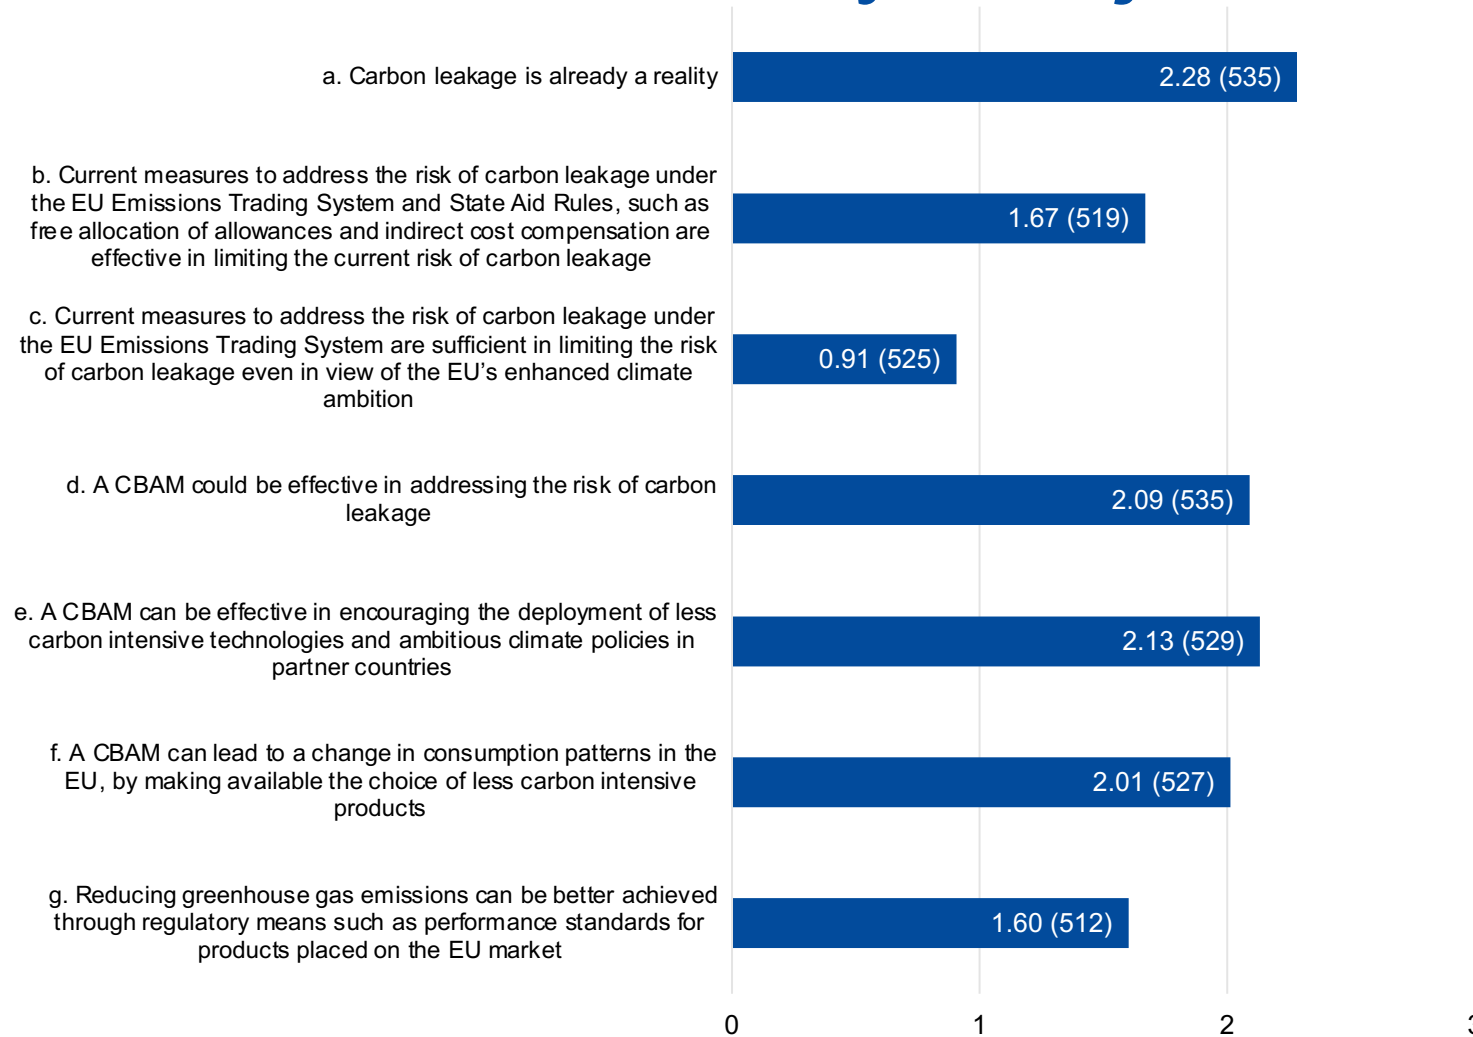 a. Carbon leakage is already a reality
2.28 (535)
b. Current measures to address the risk of carbon leakage under
the EU Emissions Trading System and State Aid Rules, such as
free allocation of allowances and indirect cost compensation are
effective in limiting the current risk of carbon leakage
1.67 (519)
c. Current measures to address the risk of carbon leakage under
the EU Emissions Trading System are sufficient in limiting the risk
of carbon leakage even in view of the EU’s enhanced climate
ambition
0.91 (525)
d. A CBAM could be effective in addressing the risk of carbon
leakage
2.09 (535)
e. A CBAM can be effective in encouraging the deployment of less
carbon intensive technologies and ambitious climate policies in
partner countries
2.13 (529)
f. A CBAM can lead to a change in consumption patterns in the
EU, by making available the choice of less carbon intensive
products
2.01 (527)
g. Reducing greenhouse gas emissions can be better achieved
through regulatory means such as performance standards for
products placed on the EU market
1.60 (512)
0 1 2 3